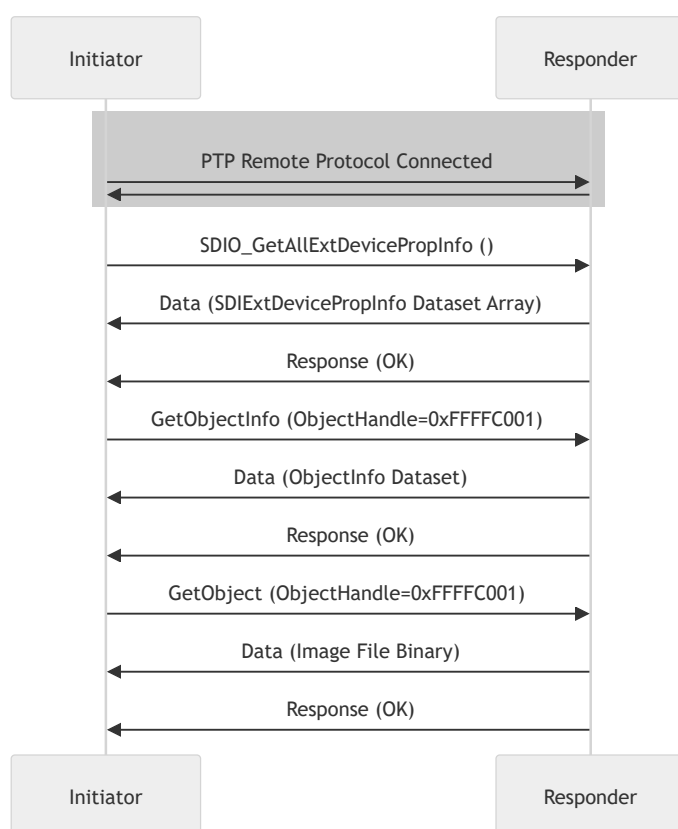 Initiator
Responder
PTP Remote Protocol Connected
SDIO_GetAllExtDevicePropInfo ()
Data (SDIExtDevicePropInfo Dataset Array)
Response (OK)
GetObjectInfo (ObjectHandle=0xFFFFC001)
Data (ObjectInfo Dataset)
Response (OK)
GetObject (ObjectHandle=0xFFFFC001)
Data (Image File Binary)
Response (OK)
Initiator
Responder